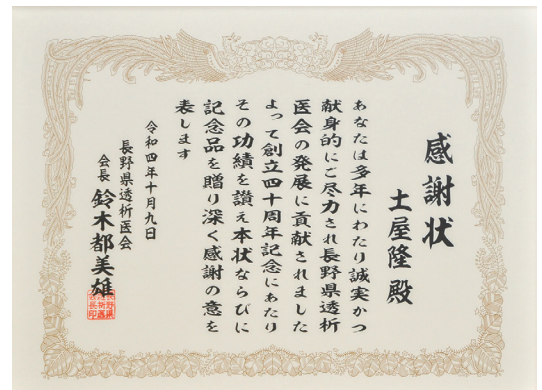 感謝状
土屋隆殿
あなたは多年にわたり誠実かつ
献身的にご尽力され長野県透析
医会の発展に貢献されました
よって創立四十周年記念にあたり
その功績を讃え本状ならびに
記念品を贈り深く感謝の意を
表します
令和四年十月九日
長野県透析医会
会長 鈴木都美雄